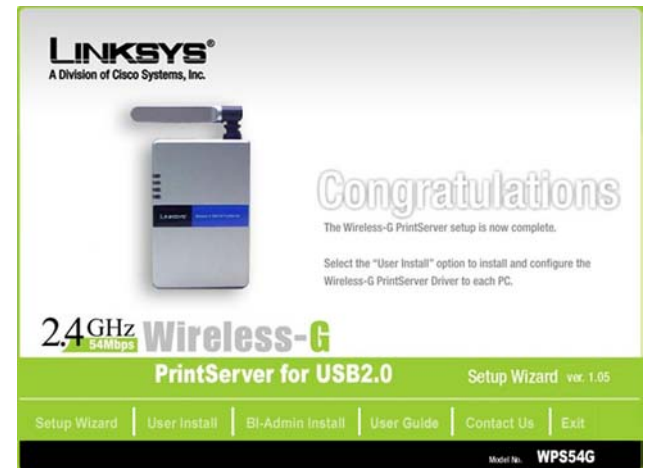 LINKSYS®
A Division of Cisco Systems, Inc.
LINKSYS
Congratulations
The Wireless-G PrintServer setup is now complete.
Select the “User Install” option to install and configure the
Wireless-G PrintServer Driver to each PC.
2.4 GHz
54Mbps
Wireless-G
PrintServer for USB2.0
Setup Wizard ver. 1.05
Setup Wizard
User Install
BI-Admin Install
User Guide
Contact Us
Exit
Model No. WPS54G